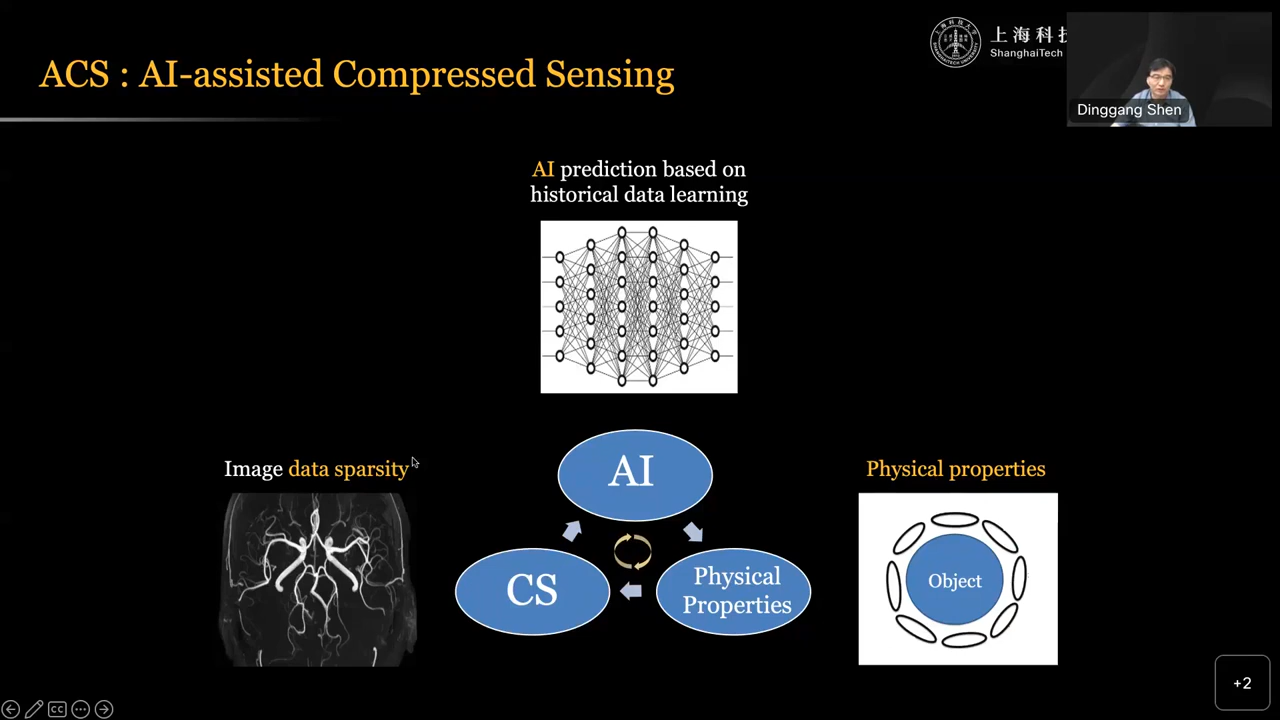 ACS : AI-assisted Compressed Sensing
上海科技
ShanghaiTech
Dinggang Shen
AI prediction based on
historical data learning
Image data sparsity
AI
CS
Physical
Properties
Physical properties
Object
CC
+2